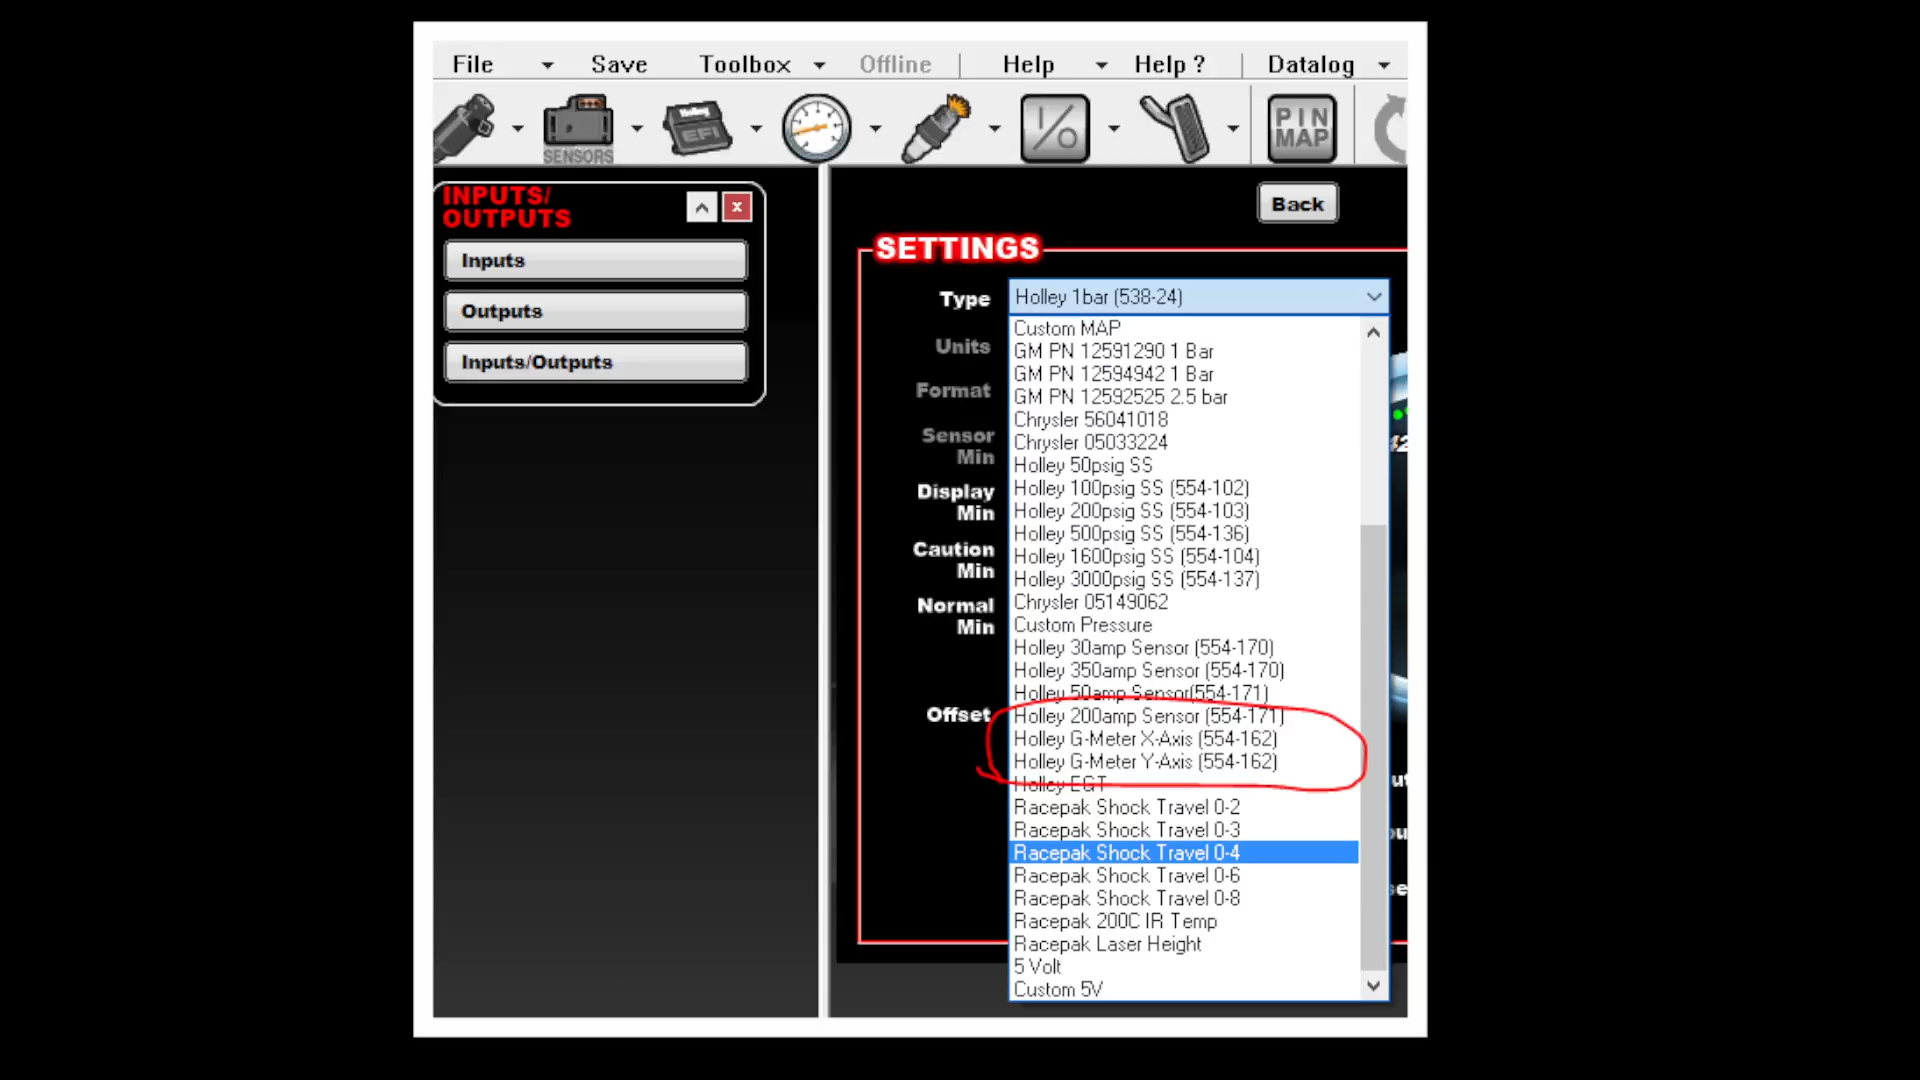 File Save Toolbox Offline Help Help ? Datalog
SENSORS
Holley
EFI
I/O
PIN
MAP
INPUTS/
OUTPUTS
x
Inputs
Outputs
Inputs/Outputs
Back
SETTINGS
Type
Holley 1bar (538-24)
Units
Format
Sensor
Min
Display
Min
Caution
Min
Normal
Min
Offset
Custom MAP
GM PN 12591290 1 Bar
GM PN 12594942 1 Bar
GM PN 12592525 2.5 bar
Chrysler 56041018
Chrysler 05033224
Holley 50psig SS
Holley 100psig SS (554-102)
Holley 200psig SS (554-103)
Holley 500psig SS (554-136)
Holley 1600psig SS (554-104)
Holley 3000psig SS (554-137)
Chrysler 05149062
Custom Pressure
Holley 30amp Sensor (554-170)
Holley 350amp Sensor (554-170)
Holley 50amp Sensor(554-171)
Holley 200amp Sensor (554-171)
Holley G-Meter X-Axis (554-162)
Holley G-Meter Y-Axis (554-162)
Holley EGT
Racepak Shock Travel 0-2
Racepak Shock Travel 0-3
Racepak Shock Travel 0-4
Racepak Shock Travel 0-6
Racepak Shock Travel 0-8
Racepak 200C IR Temp
Racepak Laser Height
5 Volt
Custom 5V